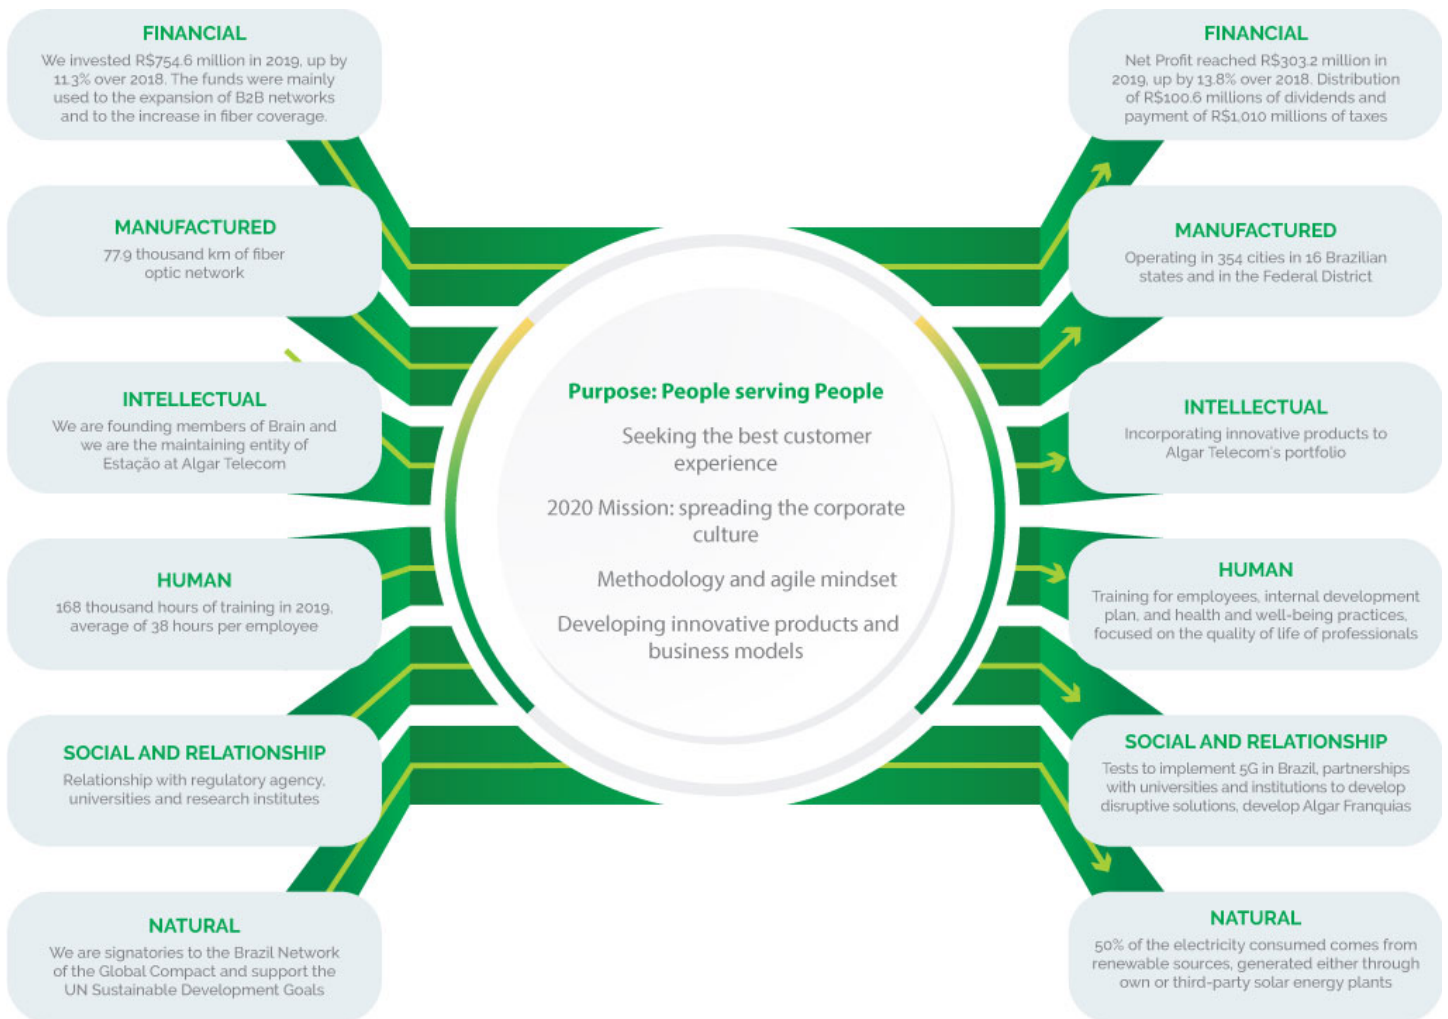 FINANCIAL
We invested R$754.6 million in 2019, up by
11.3% over 2018. The funds were mainly
used to the expansion of B2B networks
and to the increase in fiber coverage.
MANUFACTURED
77.9 thousand km of fiber
optic network
INTELLECTUAL
We are founding members of Brain and
we are the maintaining entity of
Estação at Algar Telecom
HUMAN
168 thousand hours of training in 2019,
average of 38 hours per employee
SOCIAL AND RELATIONSHIP
Relationship with regulatory agency,
universities and research institutes
NATURAL
We are signatories to the Brazil Network
of the Global Compact and support the
UN Sustainable Development Goals
Purpose: People serving People
Seeking the best customer
experience
2020 Mission: spreading the corporate
culture
Methodology and agile mindset
Developing innovative products and
business models
FINANCIAL
Net Profit reached R$303.2 million in
2019, up by 13.8% over 2018. Distribution
of R$100.6 millions of dividends and
payment of R$1,010 millions of taxes
MANUFACTURED
Operating in 354 cities in 16 Brazilian
states and in the Federal District
INTELLECTUAL
Incorporating innovative products to
Algar Telecom's portfolio
HUMAN
Training for employees, internal development
plan, and health and well-being practices,
focused on the quality of life of professionals
SOCIAL AND RELATIONSHIP
Tests to implement 5G in Brazil, partnerships
with universities and institutions to develop
disruptive solutions, develop Algar Franquias
NATURAL
50% of the electricity consumed comes from
renewable sources, generated either through
own or third-party solar energy plants